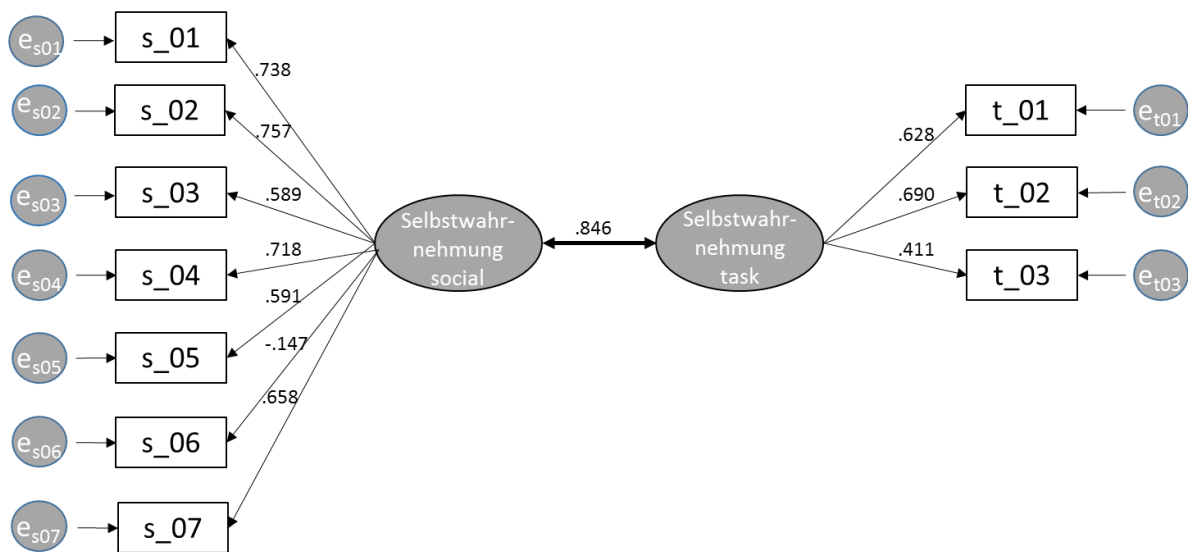 e_s01
s_01
.738
e_s02
s_02
.757
e_s03
s_03
.589
e_s04
s_04
.718
e_s05
s_05
.591
e_s06
s_06
-.147
e_s07
s_07
.658
Selbstwahr-
nehmung
social
.846
Selbstwahr-
nehmung
task
.628
t_01
e_t01
.690
t_02
e_t02
.411
t_03
e_t03